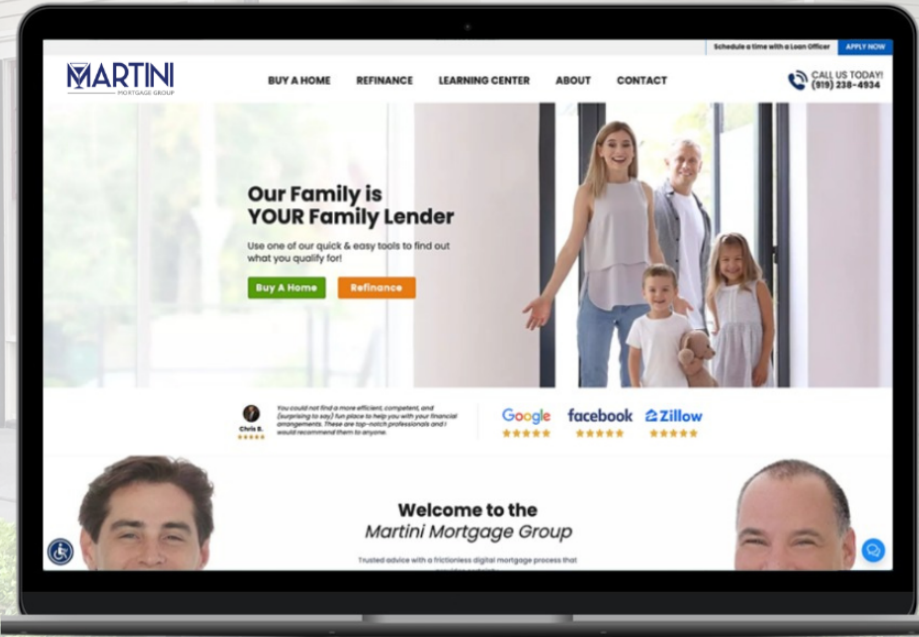 Schedule a time with a Loan Officer
APPLY NOW
MARTINI
MORTGAGE GROUP
BUY A HOME
REFINANCE
LEARNING CENTER
ABOUT
CONTACT
CALL US TODAY!
(919) 238-4934
Our Family is
YOUR Family Lender
Use one of our quick & easy tools to find out
what you qualify for!
Buy A Home
Refinance
Chris B.
You could not find a more efficient, competent, and
(surprising to say) fun place to help you with your financial
arrangements. These are top-notch professionals and I
would recommend them to anyone.
Google
facebook
Zillow
Welcome to the
Martini Mortgage Group
Trusted advice with a frictionless digital mortgage process that